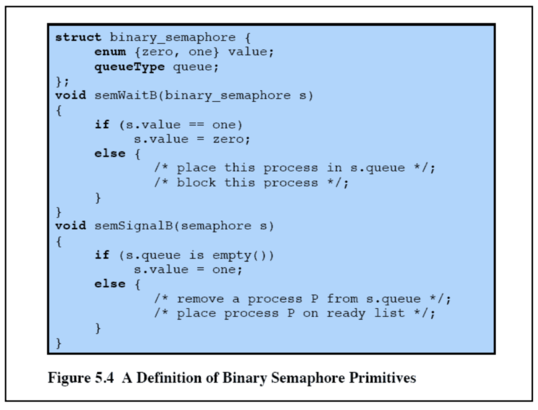 struct binary_semaphore {
enum {zero, one} value;
queueType queue;
};
void semWaitB(binary_semaphore s)
{
if (s.value == one)
s.value = zero;
else {
/* place this process in s.queue */;
/* block this process */;
}
}
void semSignalB(semaphore s)
{
if (s.queue is empty())
s.value = one;
else {
/* remove a process P from s.queue */;
/* place process P on ready list */;
}
}
Figure 5.4 A Definition of Binary Semaphore Primitives